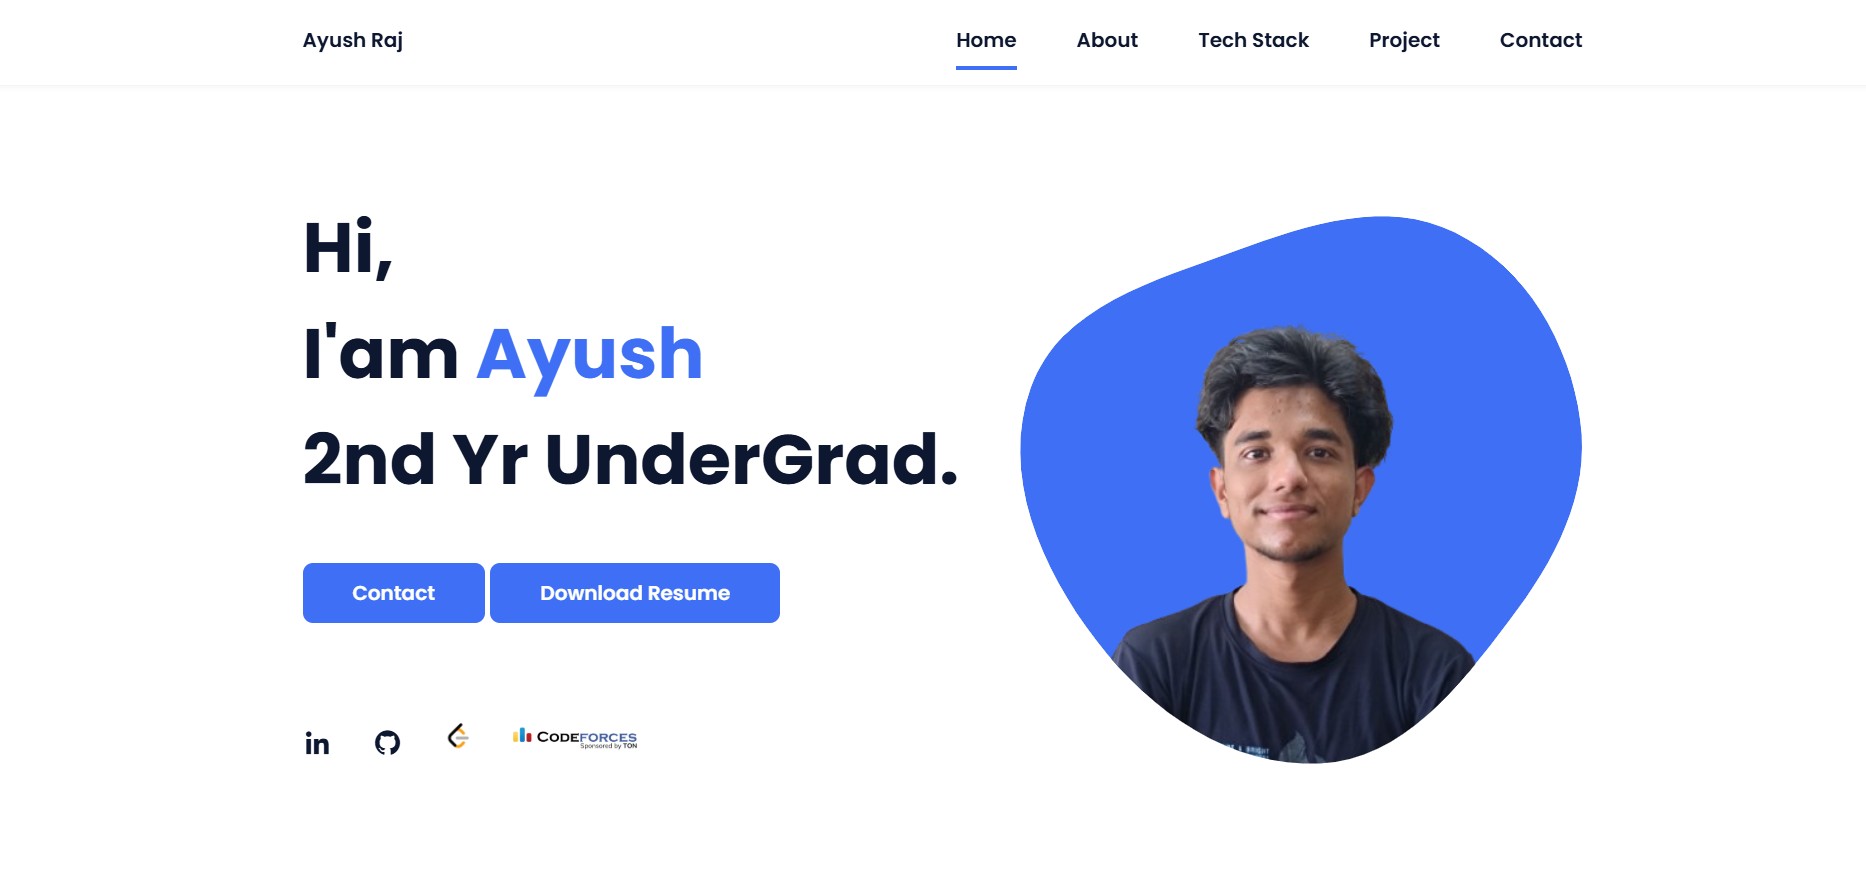 Ayush Raj
Home About Tech Stack Project Contact
Hi,
I'am Ayush
2nd Yr UnderGrad.
Contact Download Resume
in
CODEFORCES
Sponsored by TON